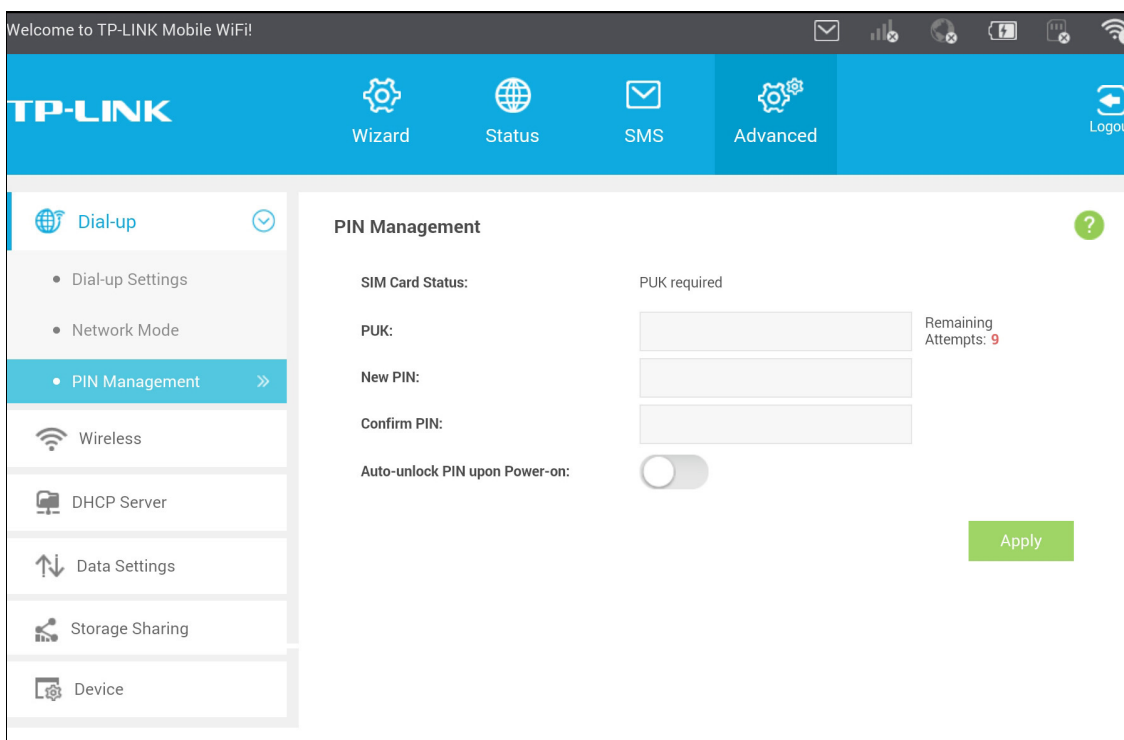 Welcome to TP-LINK Mobile WiFi!
TP-LINK
Wizard
Status
SMS
Advanced
Logou
Dial-up
Dial-up Settings
Network Mode
PIN Management
Wireless
DHCP Server
Data Settings
Storage Sharing
Device
PIN Management
?
SIM Card Status: PUK required
PUK:
Remaining
Attempts: 9
New PIN:
Confirm PIN:
Auto-unlock PIN upon Power-on:
Apply